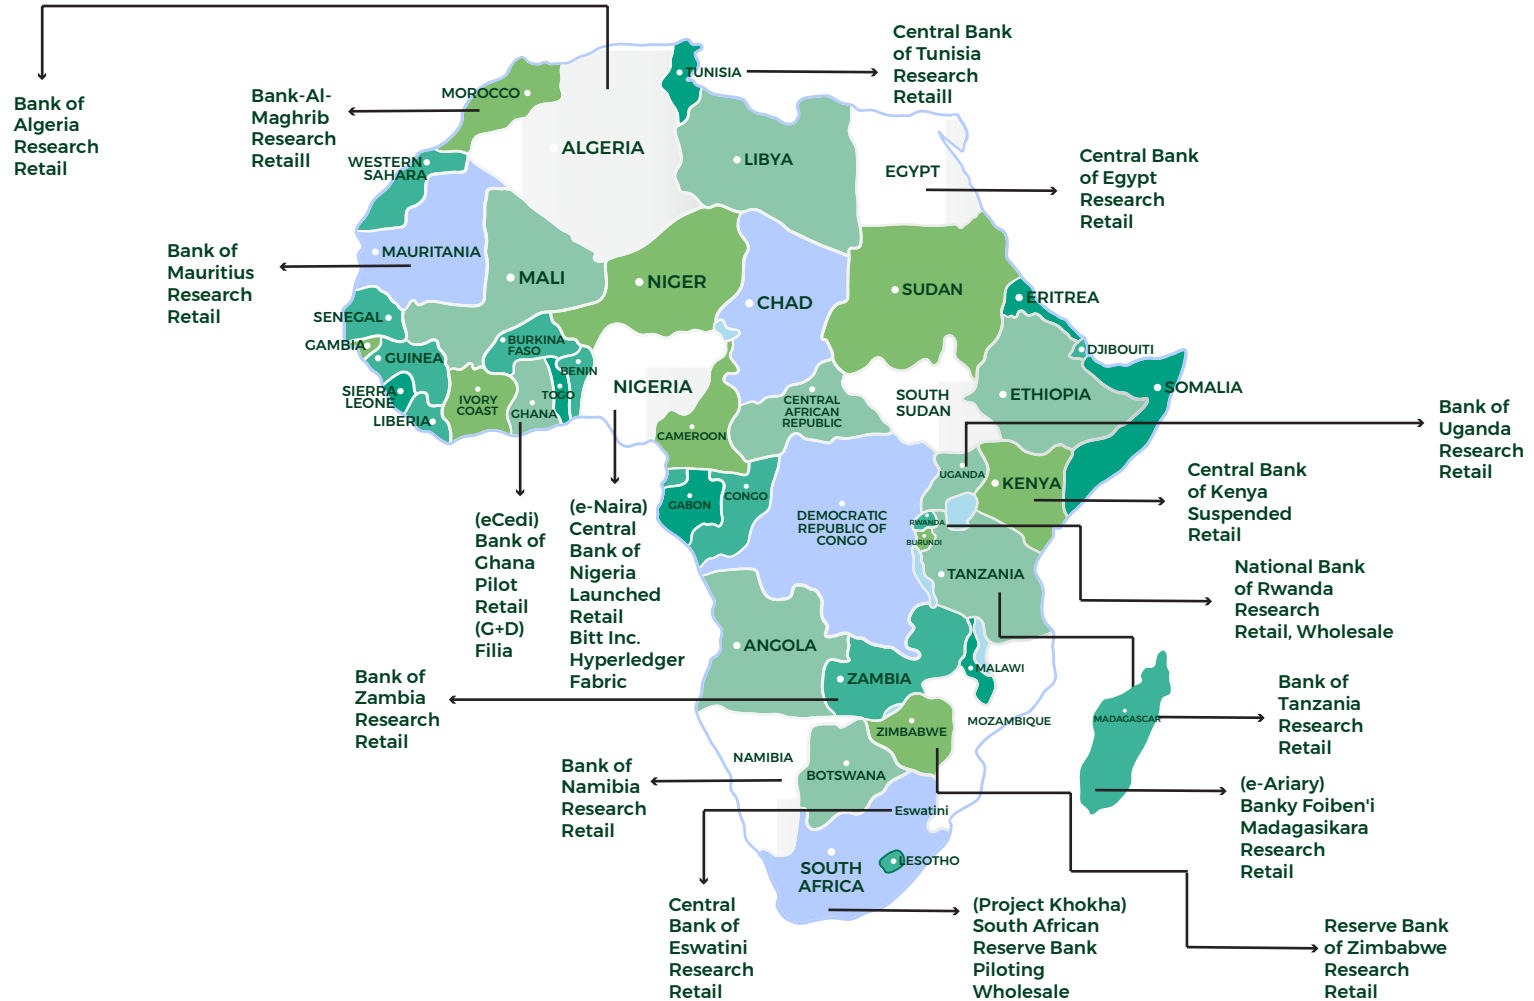 Central Bank
of Tunisia
Research
Retaill
TUNISIA
Bank of
Algeria
Research
Retail
Bank-Al-
Maghrib
Research
Retaill
MOROCCO
ALGERIA
LIBYA
EGYPT
Central Bank
of Egypt
Research
Retail
WESTERN
SAHARA
Bank of
Mauritius
Research
Retail
MAURITANIA
MALI
NIGER
CHAD
SUDAN
ERITREA
SENEGAL
GAMBIA
GUINEA
SIERRA
LEONE
LIBERIA
BURKINA
FASO
BENIN
TOGO
IVORY
COAST
GHANA
NIGERIA
CAMEROON
CENTRAL
AFRICAN
REPUBLIC
SOUTH
SUDAN
DJIBOUITI
ETHIOPIA
SOMALIA
Bank of
Uganda
Research
Retail
UGANDA
KENYA
Central Bank
of Kenya
Suspended
Retail
GABON
CONGO
DEMOCRATIC
REPUBLIC OF
CONGO
RWANDA
BURUNDI
TANZANIA
National Bank
of Rwanda
Research
Retail, Wholesale
(eCedi)
Bank of
Ghana
Pilot
Retail
(G+D)
Filia
(e-Naira)
Central
Bank of
Nigeria
Launched
Retail
Bitt Inc.
Hyperledger
Fabric
ANGOLA
ZAMBIA
MALAWI
MOZAMBIQUE
MADAGASCAR
Bank of
Tanzania
Research
Retail
Bank of
Zambia
Research
Retail
NAMIBIA
BOTSWANA
ZIMBABWE
Bank of
Namibia
Research
Retail
(e-Ariary)
Banky Foiben'i
Madagasikara
Research
Retail
Eswatini
LESOTHO
SOUTH
AFRICA
Central
Bank of
Eswatini
Research
Retail
(Project Khokha)
South African
Reserve Bank
Piloting
Wholesale
Reserve Bank
of Zimbabwe
Research
Retail